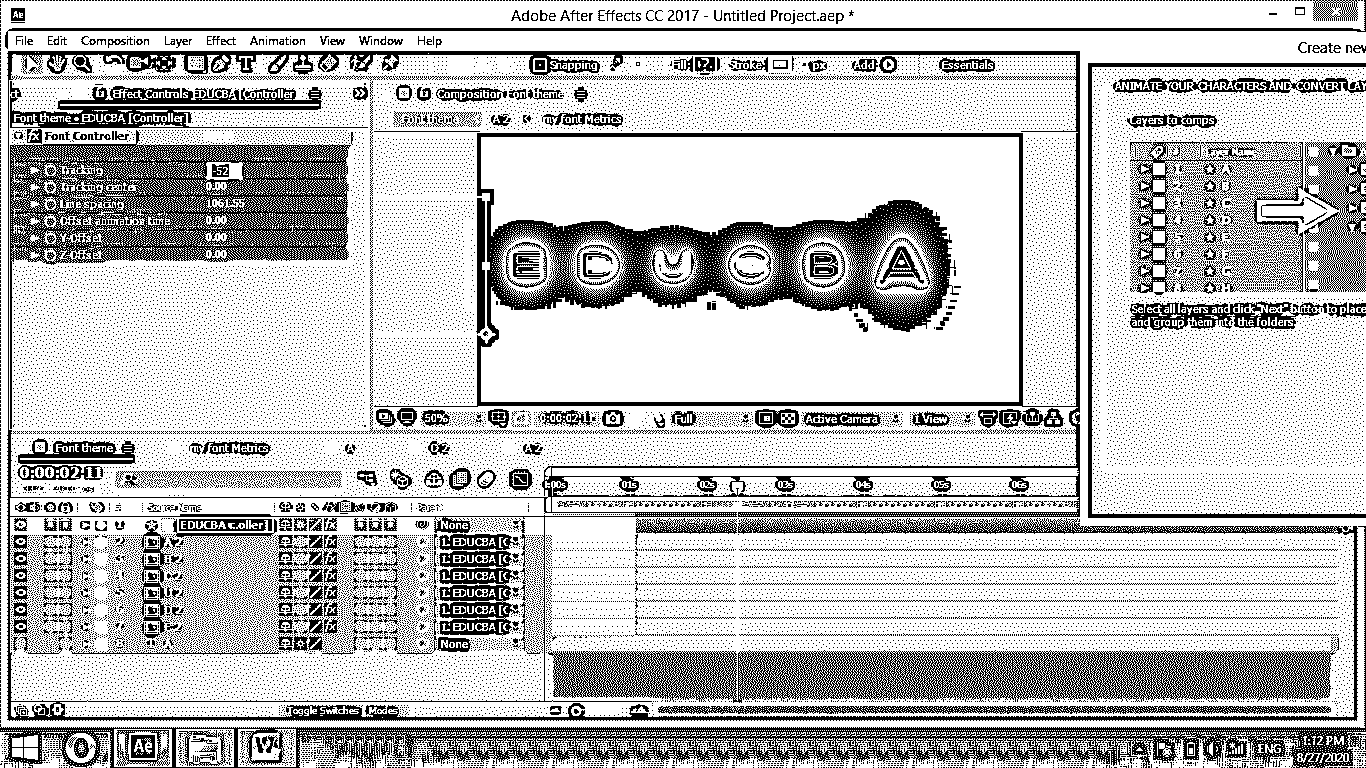 Adobe After Effects CC 2017 - Untitled Project.aep *
File Edit Composition Layer Effect Animation View Window Help
Create new
Snapping Fill Stroke px Add Essentials
ANIMATE YOUR CHARACTERS AND CONVERT LAY
Effect Controls EDUCBA [Controller
Composition Font theme
Font theme • EDUCBA [Controller]
Font theme A 2 my font Metrics
Layers to comps
fx Font Controller
Layer Name
Tracking -52
Tracking center 0.00
Line spacing
Offset animation time 0.00
Y Offset 0.00
Z Offset 0.00
EDUCBA
Select all layers and click "Next" button to place
and group them into the folders
50% 0:00:02:11 Full Active Camera 1 View
Font theme my font Metrics A C 2 A 2
0:00:02:11
01s 02s 03s 04s 05s 06s
Source Name Parent
None
1. EDUCBA [C
1. EDUCBA [C
1. EDUCBA [C
1. EDUCBA [C
1. EDUCBA [C
1. EDUCBA [C
None
Toggle Switches / Modes
Ae W ENG 1:12 PM
8/27/2020